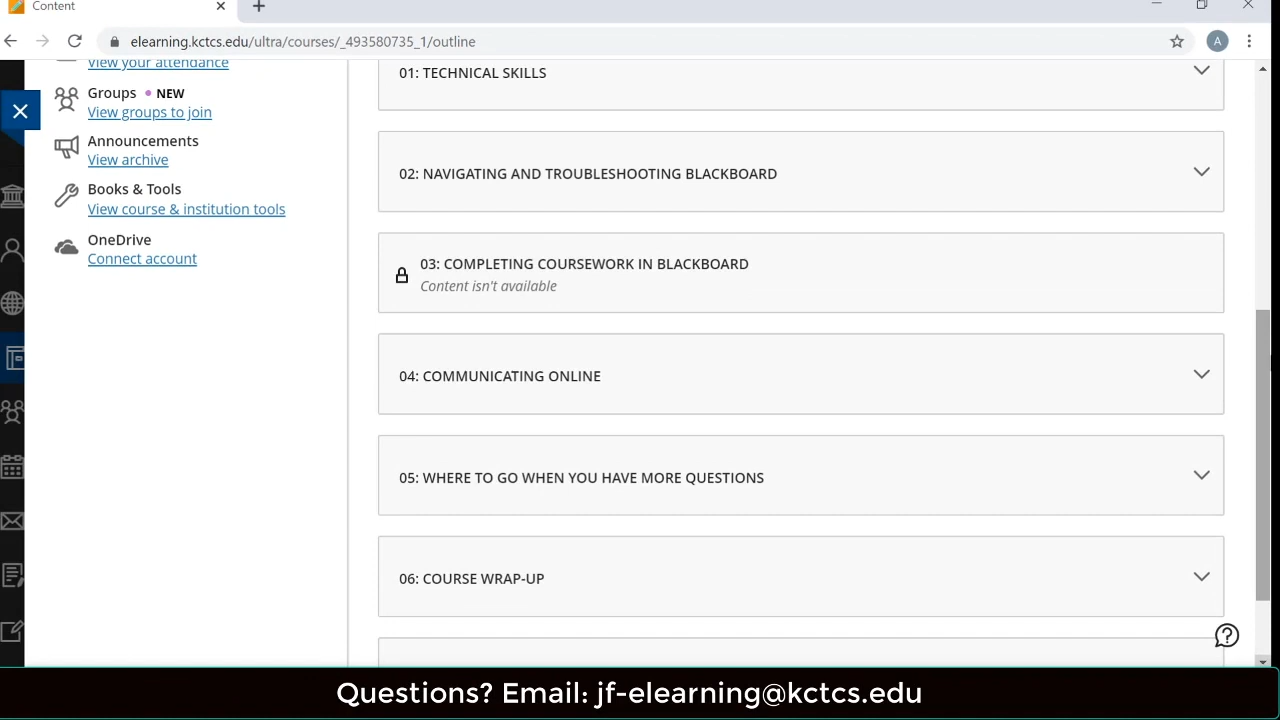 Content
elearning.kctcs.edu/ultra/courses/_493580735_1/outline
A
View your attendance
Groups • NEW
View groups to join
Announcements
View archive
Books & Tools
View course & institution tools
OneDrive
Connect account
01: TECHNICAL SKILLS
02: NAVIGATING AND TROUBLESHOOTING BLACKBOARD
03: COMPLETING COURSEWORK IN BLACKBOARD
Content isn't available
04: COMMUNICATING ONLINE
05: WHERE TO GO WHEN YOU HAVE MORE QUESTIONS
06: COURSE WRAP-UP
Questions? Email: jf-elearning@kctcs.edu